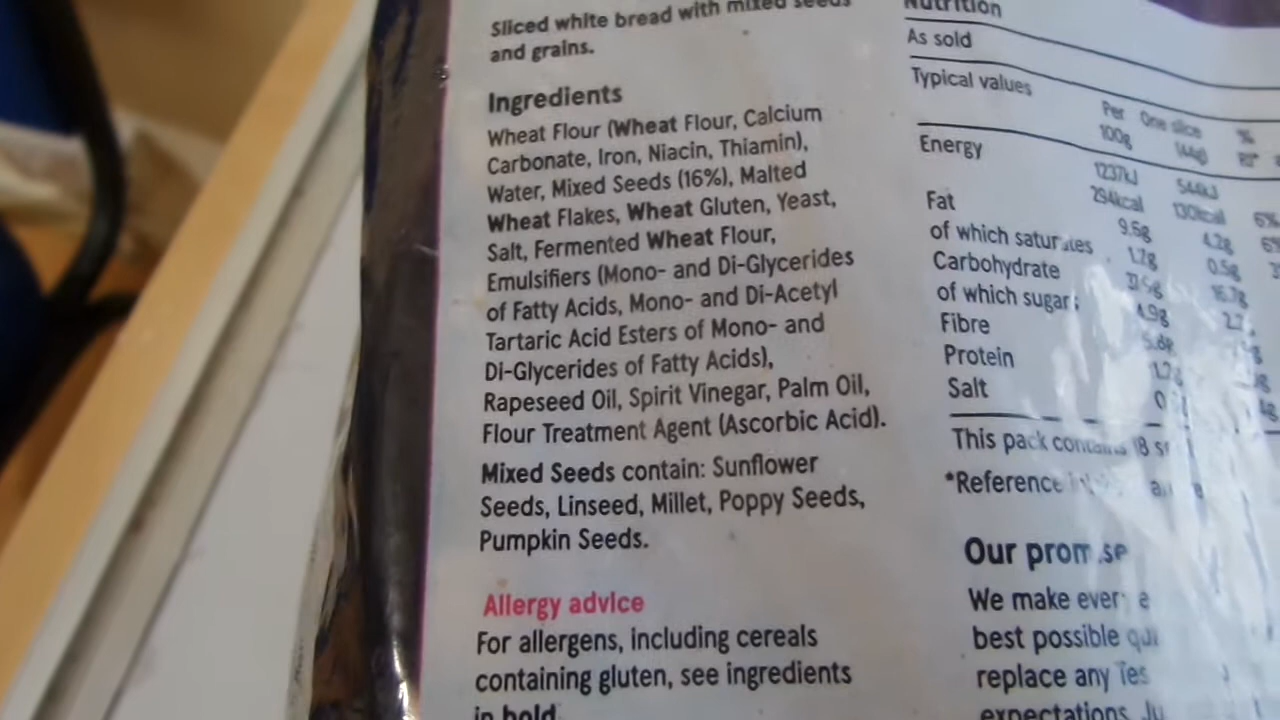 Sliced white bread with mixed seeds
and grains.
Ingredients
Wheat Flour (Wheat Flour, Calcium
Carbonate, Iron, Niacin, Thiamin),
Water, Mixed Seeds (16%), Malted
Wheat Flakes, Wheat Gluten, Yeast,
Salt, Fermented Wheat Flour,
Emulsifiers (Mono- and Di-Glycerides
of Fatty Acids, Mono- and Di-Acetyl
Tartaric Acid Esters of Mono- and
Di-Glycerides of Fatty Acids),
Rapeseed Oil, Spirit Vinegar, Palm Oil,
Flour Treatment Agent (Ascorbic Acid).
Mixed Seeds contain: Sunflower
Seeds, Linseed, Millet, Poppy Seeds,
Pumpkin Seeds.
Allergy advice
For allergens, including cereals
containing gluten, see ingredients
in bold.
Nutrition
As sold
Typical values
Per One slice %
100g (44g)
Energy 1237kJ 544kJ
294kcal 130kcal 6%
Fat 9.6g 4.2g
of which saturates 1.2g 0.5g
Carbohydrate 16.7g
of which sugars 4.9g
Fibre
Protein
Salt
This pack contains 18
*Reference
Our promise
We make every
best possible
replace any
expectations.